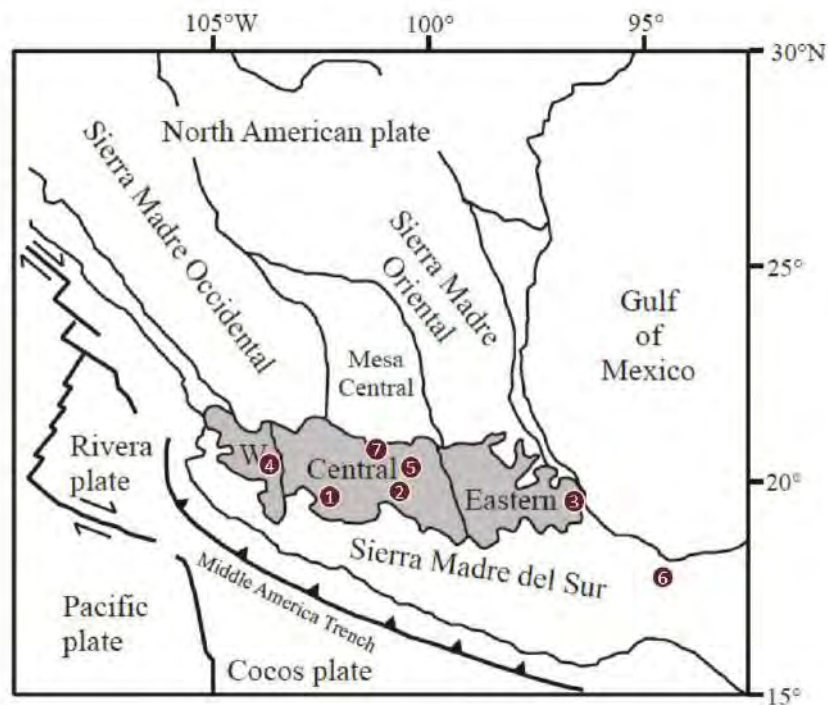 105°W
100°
95°
30°N
North American plate
Sierra Madre Occidental
Sierra Madre
Oriental
25°
Gulf
of
Mexico
Mesa
Central
Rivera
plate
W
4
7
Central
5
1
2
Eastern
3
20°
Sierra Madre del Sur
6
Middle America Trench
Pacific
plate
Cocos plate
15°